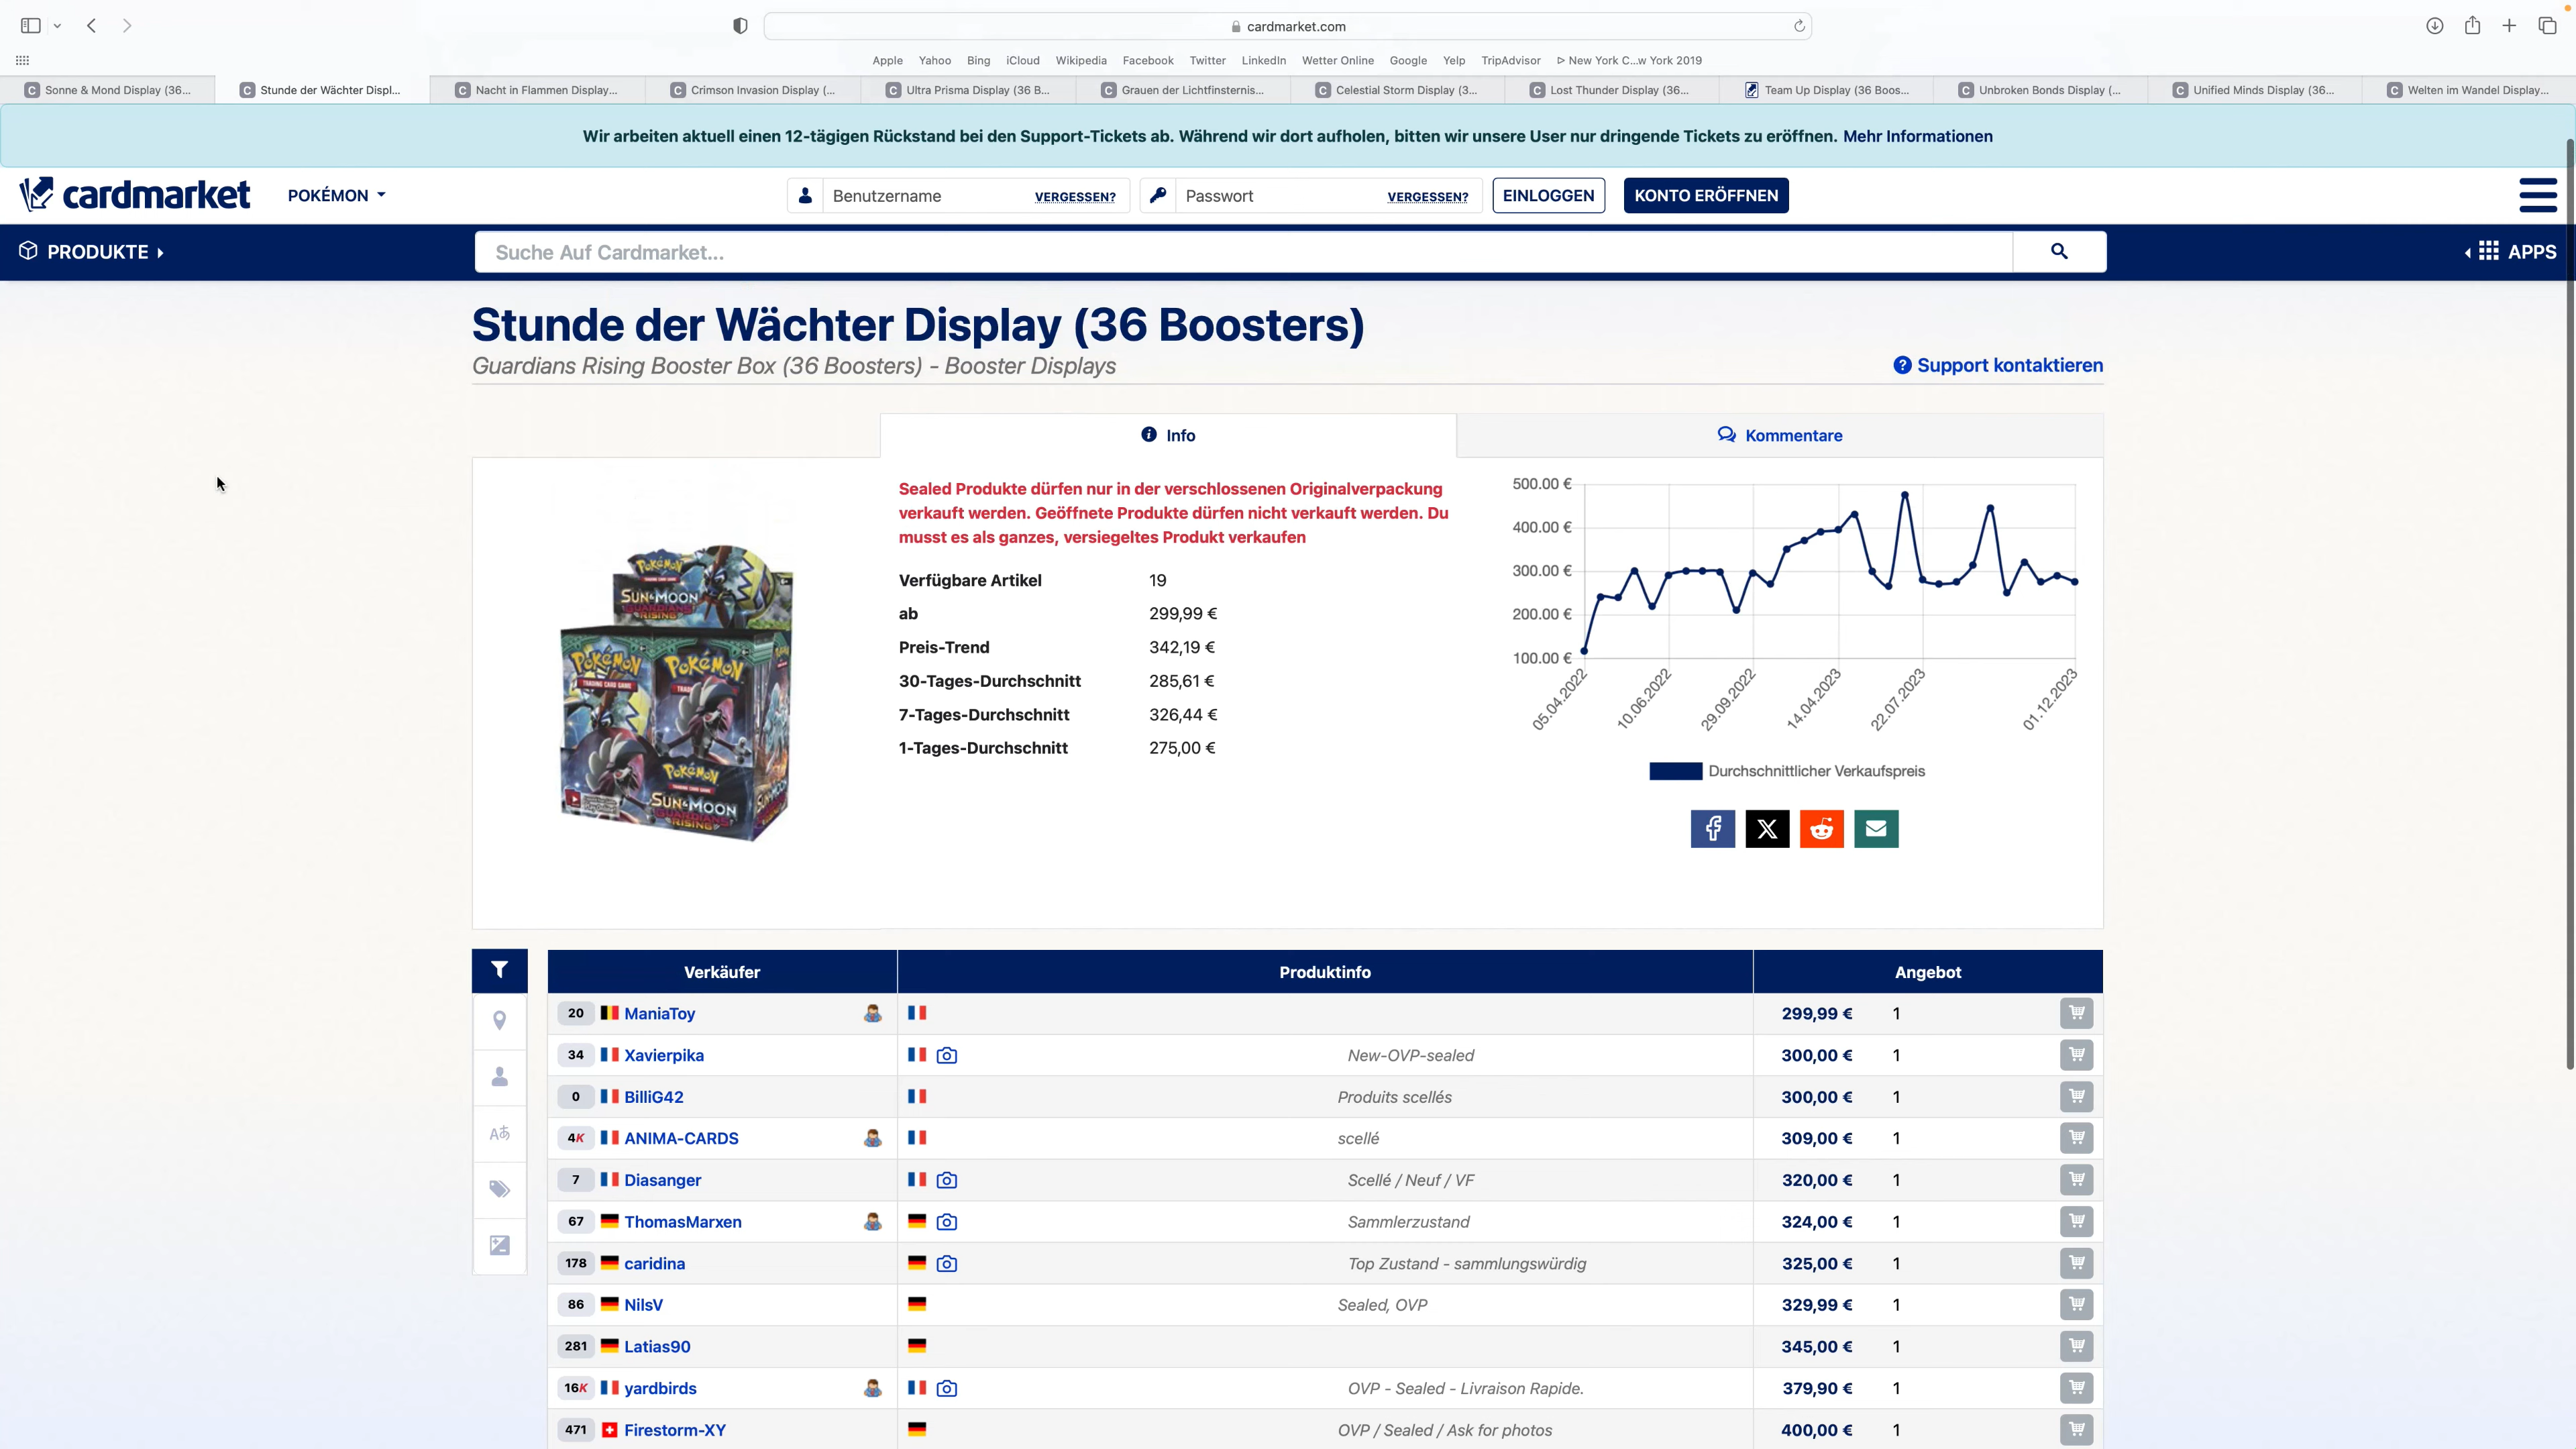 cardmarket.com
Apple Yahoo Bing iCloud Wikipedia Facebook Twitter LinkedIn Wetter Online Google Yelp TripAdvisor ⊳ New York C...w York 2019
Sonne & Mond Display (36... Stunde der Wächter Displ... Nacht in Flammen Display... Crimson Invasion Display (... Ultra Prisma Display (36 B... Grauen der Lichtfinsternis... Celestial Storm Display (3... Lost Thunder Display (36... Team Up Display (36 Boos... Unbroken Bonds Display (... Unified Minds Display (36... Welten im Wandel Display...
Wir arbeiten aktuell einen 12-tägigen Rückstand bei den Support-Tickets ab. Während wir dort aufholen, bitten wir unsere User nur dringende Tickets zu eröffnen. Mehr Informationen
cardmarket POKÉMON Benutzername VERGESSEN? Passwort VERGESSEN? EINLOGGEN KONTO ERÖFFNEN
PRODUKTE Suche Auf Cardmarket... APPS
Stunde der Wächter Display (36 Boosters)
Guardians Rising Booster Box (36 Boosters) - Booster Displays
Support kontaktieren
Info
Kommentare
Sealed Produkte dürfen nur in der verschlossenen Originalverpackung
verkauft werden. Geöffnete Produkte dürfen nicht verkauft werden. Du
musst es als ganzes, versiegeltes Produkt verkaufen
Verfügbare Artikel 19
ab 299,99 €
Preis-Trend 342,19 €
30-Tages-Durchschnitt 285,61 €
7-Tages-Durchschnitt 326,44 €
1-Tages-Durchschnitt 275,00 €
Pokémon
SUN & MOON
GUARDIANS
RISING
Pokémon
Pokémon
Pokémon
SUN & MOON
GUARDIANS
RISING
500.00 €
400.00 €
300.00 €
200.00 €
100.00 €
05.04.2022 10.06.2022 29.09.2022 14.04.2023 22.07.2023 01.12.2023
Durchschnittlicher Verkaufspreis
Verkäufer Produktinfo Angebot
20 ManiaToy 299,99 € 1
34 Xavierpika New-OVP-sealed 300,00 € 1
0 BilliG42 Produits scellés 300,00 € 1
4K ANIMA-CARDS scellé 309,00 € 1
7 Diasanger Scellé / Neuf / VF 320,00 € 1
67 ThomasMarxen Sammlerzustand 324,00 € 1
178 caridina Top Zustand - sammlungswürdig 325,00 € 1
86 NilsV Sealed, OVP 329,99 € 1
281 Latias90 345,00 € 1
16K yardbirds OVP - Sealed - Livraison Rapide. 379,90 € 1
471 Firestorm-XY OVP / Sealed / Ask for photos 400,00 € 1